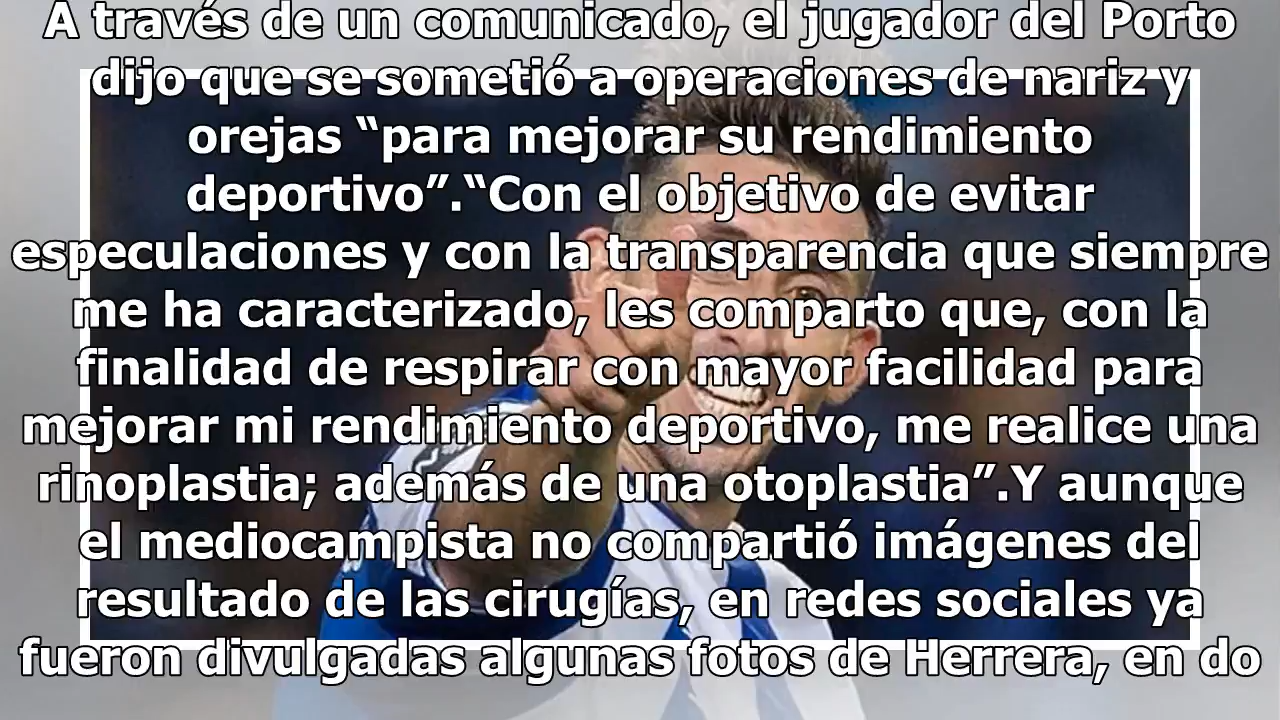 A través de un comunicado, el jugador del Porto
dijo que se sometió a operaciones de nariz y
orejas “para mejorar su rendimiento
deportivo”.“Con el objetivo de evitar
especulaciones y con la transparencia que siempre
me ha caracterizado, les comparto que, con la
finalidad de respirar con mayor facilidad para
mejorar mi rendimiento deportivo, me realice una
rinoplastia; además de una otoplastia”.Y aunque
el mediocampista no compartió imágenes del
resultado de las cirugías, en redes sociales ya
fueron divulgadas algunas fotos de Herrera, en do